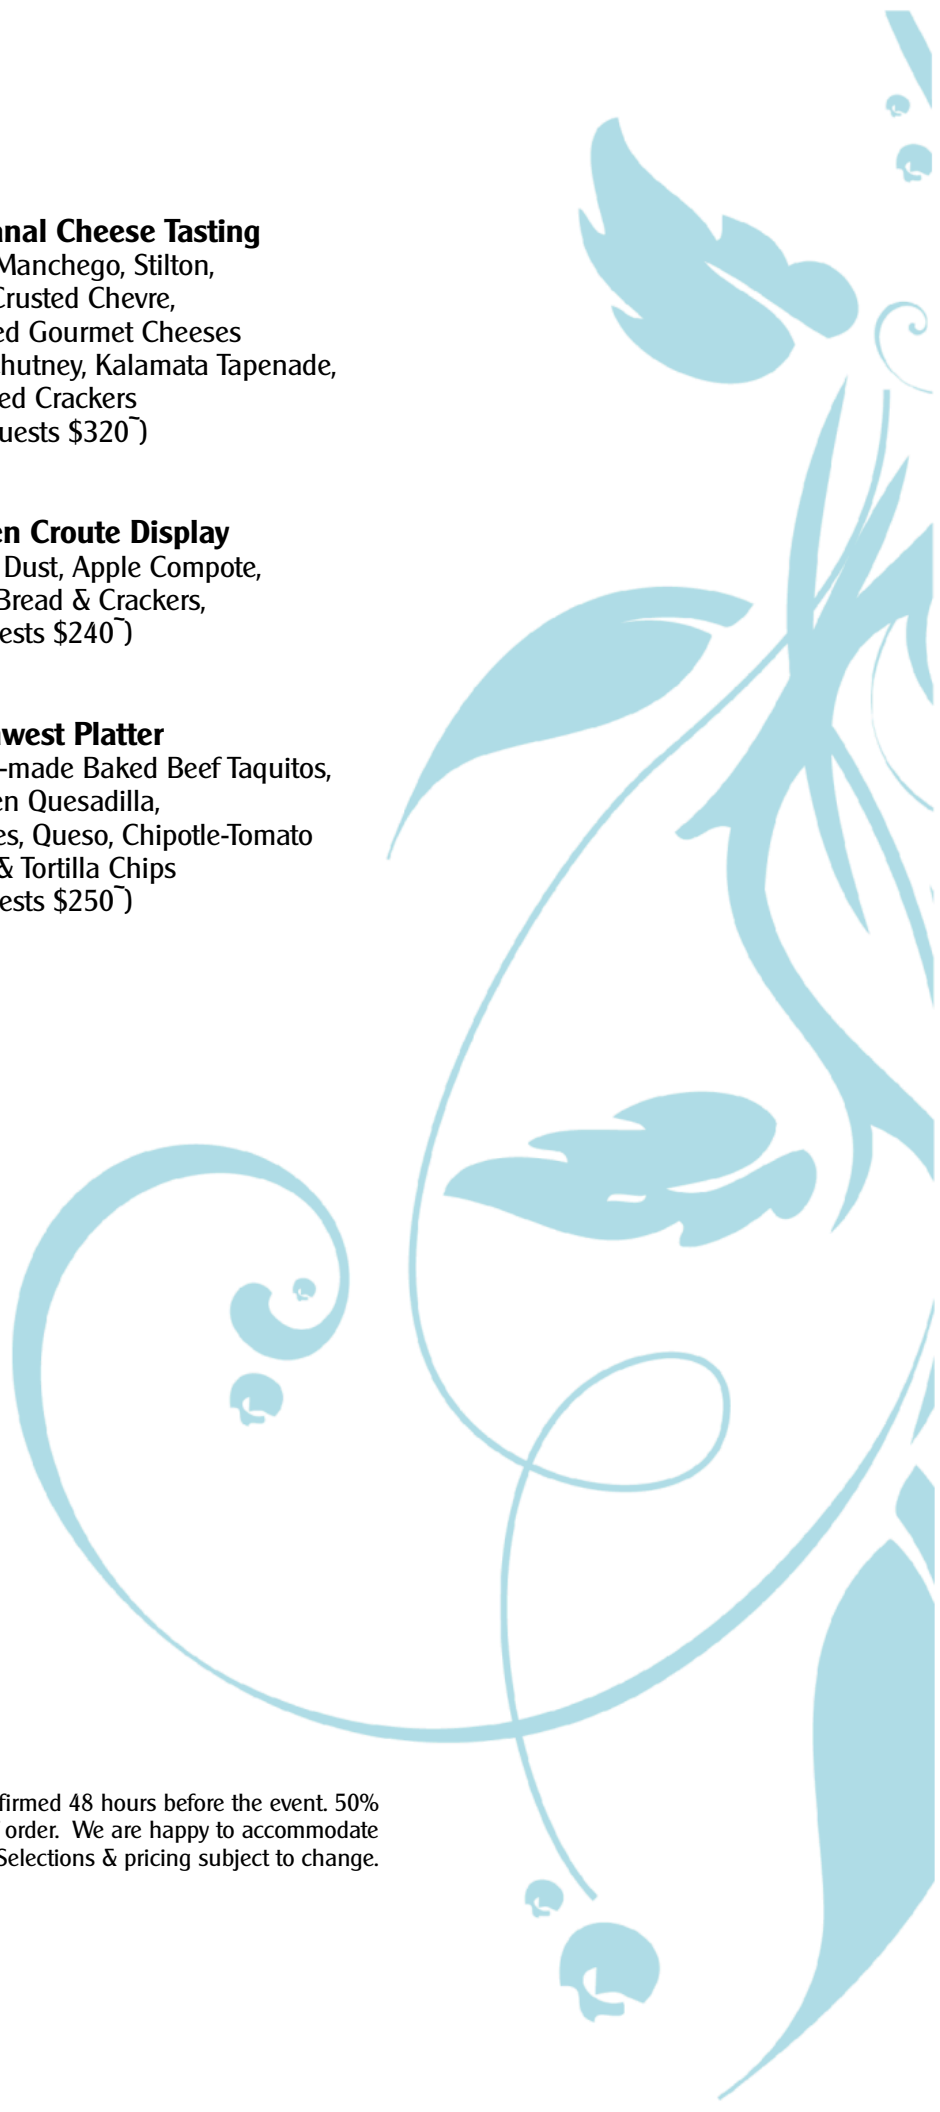 anal Cheese Tasting
Manchego, Stilton,
Crusted Chevre,
ed Gourmet Cheeses
hutney, Kalamata Tapenade,
ed Crackers
uests $320˜)
en Croute Display
Dust, Apple Compote,
Bread & Crackers,
ests $240˜)
west Platter
-made Baked Beef Taquitos,
en Quesadilla,
es, Queso, Chipotle-Tomato
& Tortilla Chips
ests $250˜)
firmed 48 hours before the event. 50%
order. We are happy to accommodate
Selections & pricing subject to change.